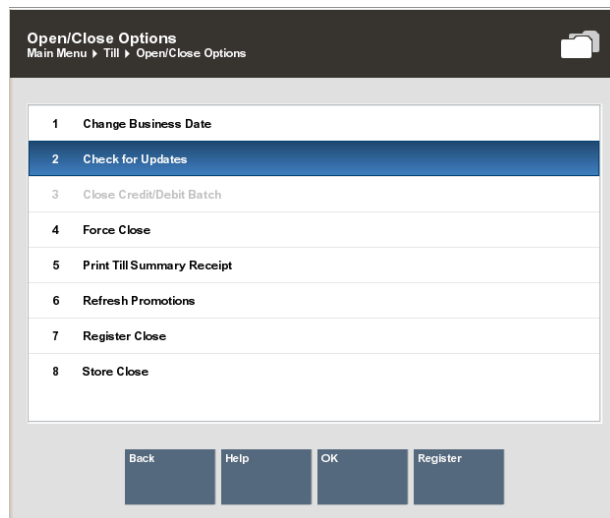 Open/Close Options
Main Menu ▸ Till ▸ Open/Close Options
1 Change Business Date
2 Check for Updates
3 Close Credit/Debit Batch
4 Force Close
5 Print Till Summary Receipt
6 Refresh Promotions
7 Register Close
8 Store Close
Back Help OK Register